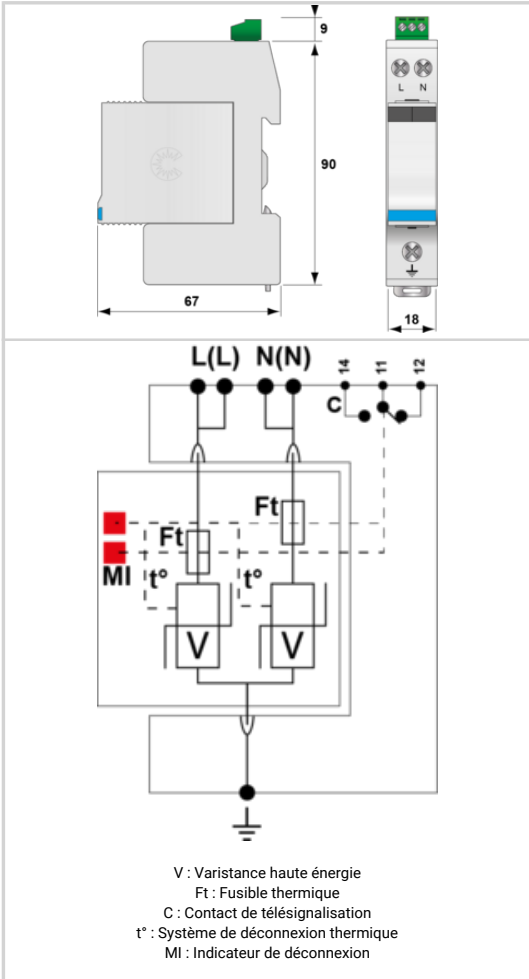 9
L N
90
67
18
L(L) N(N)
14 11 12
C
Ft
Ft
MI t° t°
V V
V : Varistance haute énergie
Ft : Fusible thermique
C : Contact de télésignalisation
t° : Système de déconnexion thermique
MI : Indicateur de déconnexion